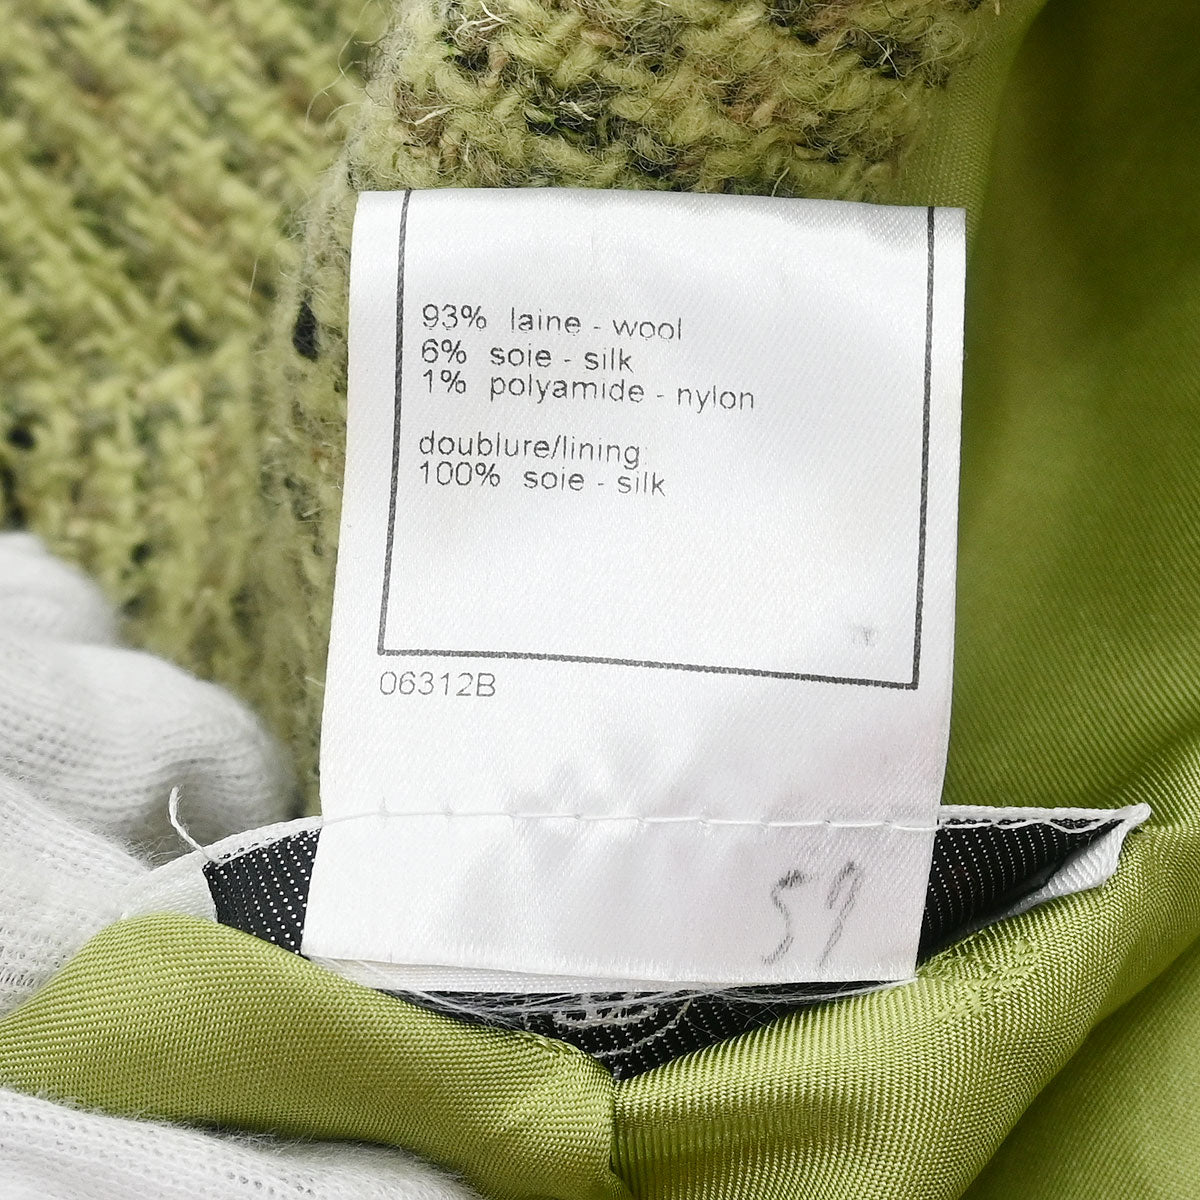 93% laine - wool
6% soie - silk
1% polyamide - nylon
doublure/lining:
100% soie - silk
06312B
59